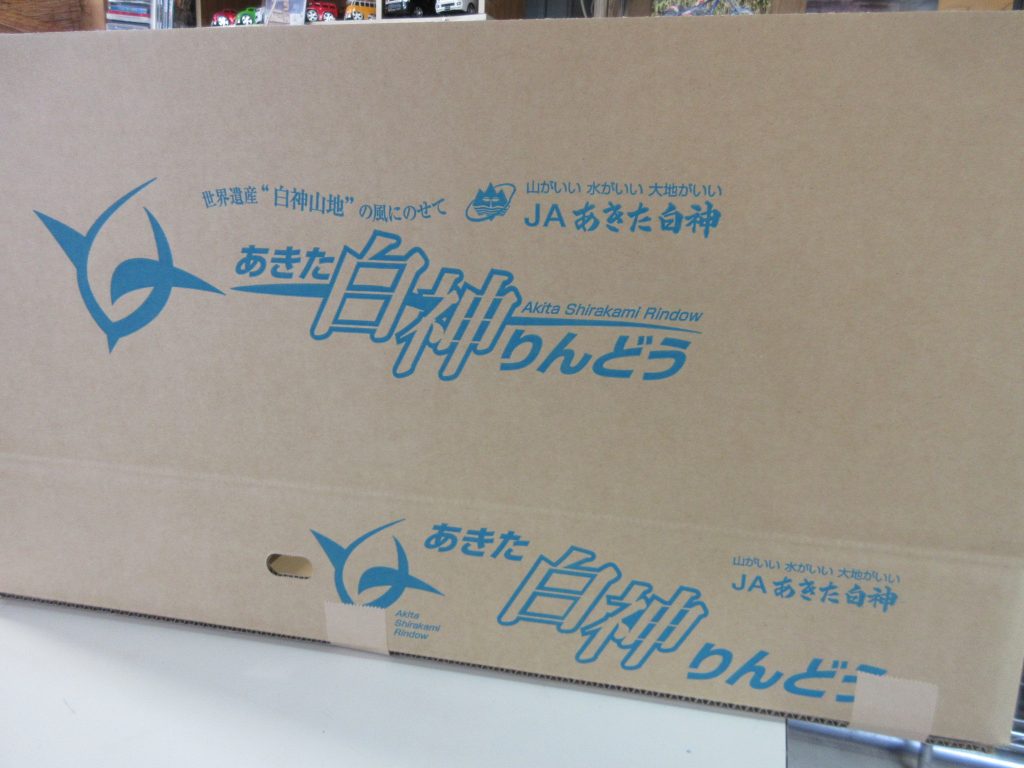 世界遺産“白神山地”の風にのせて
山がいい 水がいい 大地がいい
JAあきた白神
あきた白神りんどう
Akita Shirakami Rindow
あきた白神りんどう
山がいい 水がいい 大地がいい
JAあきた白神
Akita
Shirakami
Rindow